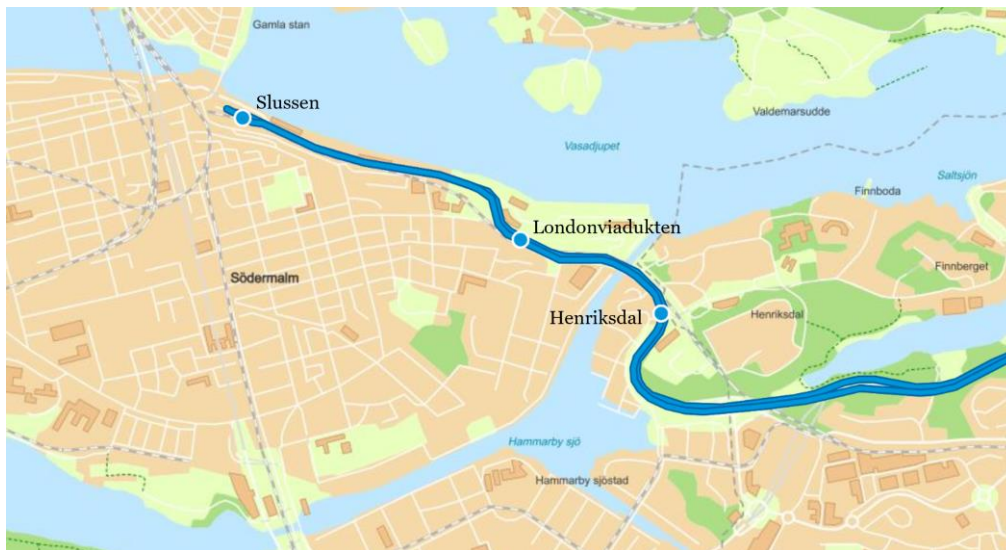 Gamla stan
Slussen
Valdemarsudde
Vasadjupet
Saltsjön
Finnboda
Londonviadukten
Finnberget
Södermalm
Henriksdal
Henriksdal
Hammarby sjö
Hammarby sjöstad